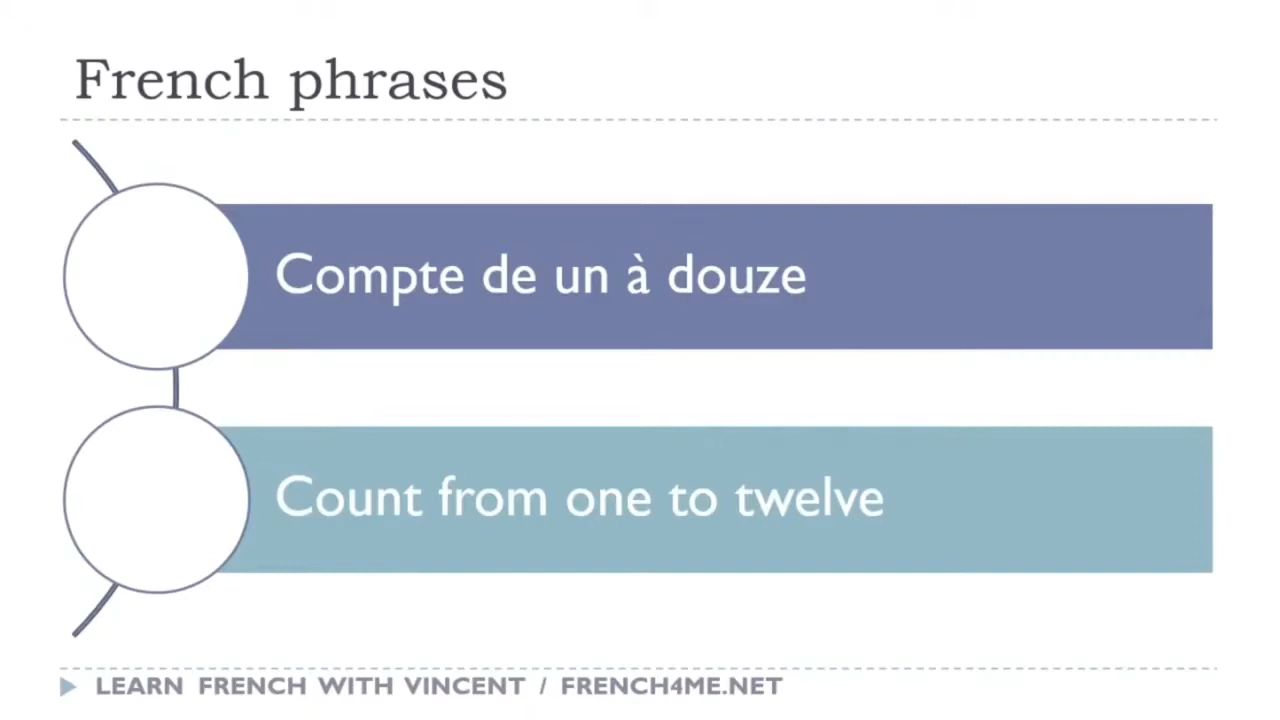 French phrases
Compte de un à douze
Count from one to twelve
LEARN FRENCH WITH VINCENT / FRENCH4ME.NET